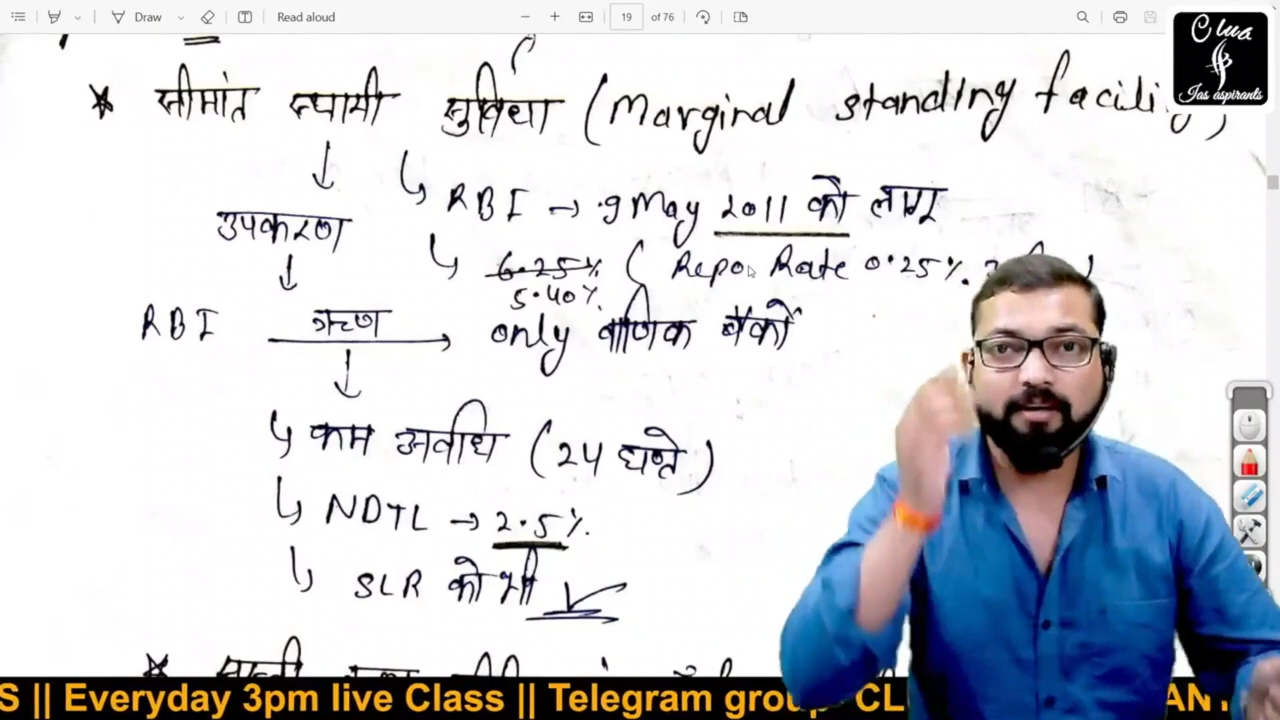 Draw
Read aloud
19 of 76
Clua
Ias aspirants
* सीमांत स्थायी सुविधा (Marginal standing facility)
↓ ↳ RBI → 9 May 2011 को लागू
उपकरण ↳ 6.25% ( Repo Rate 0.25%
↓ 5.40%
RBI ऋण → only वाणिक बैंकों
↓
↳ कम अवधि (24 घण्टे)
↳ NDTL → 2.5%.
↳ SLR को भी ✓
S || Everyday 3pm live Class || Telegram group CL ANT